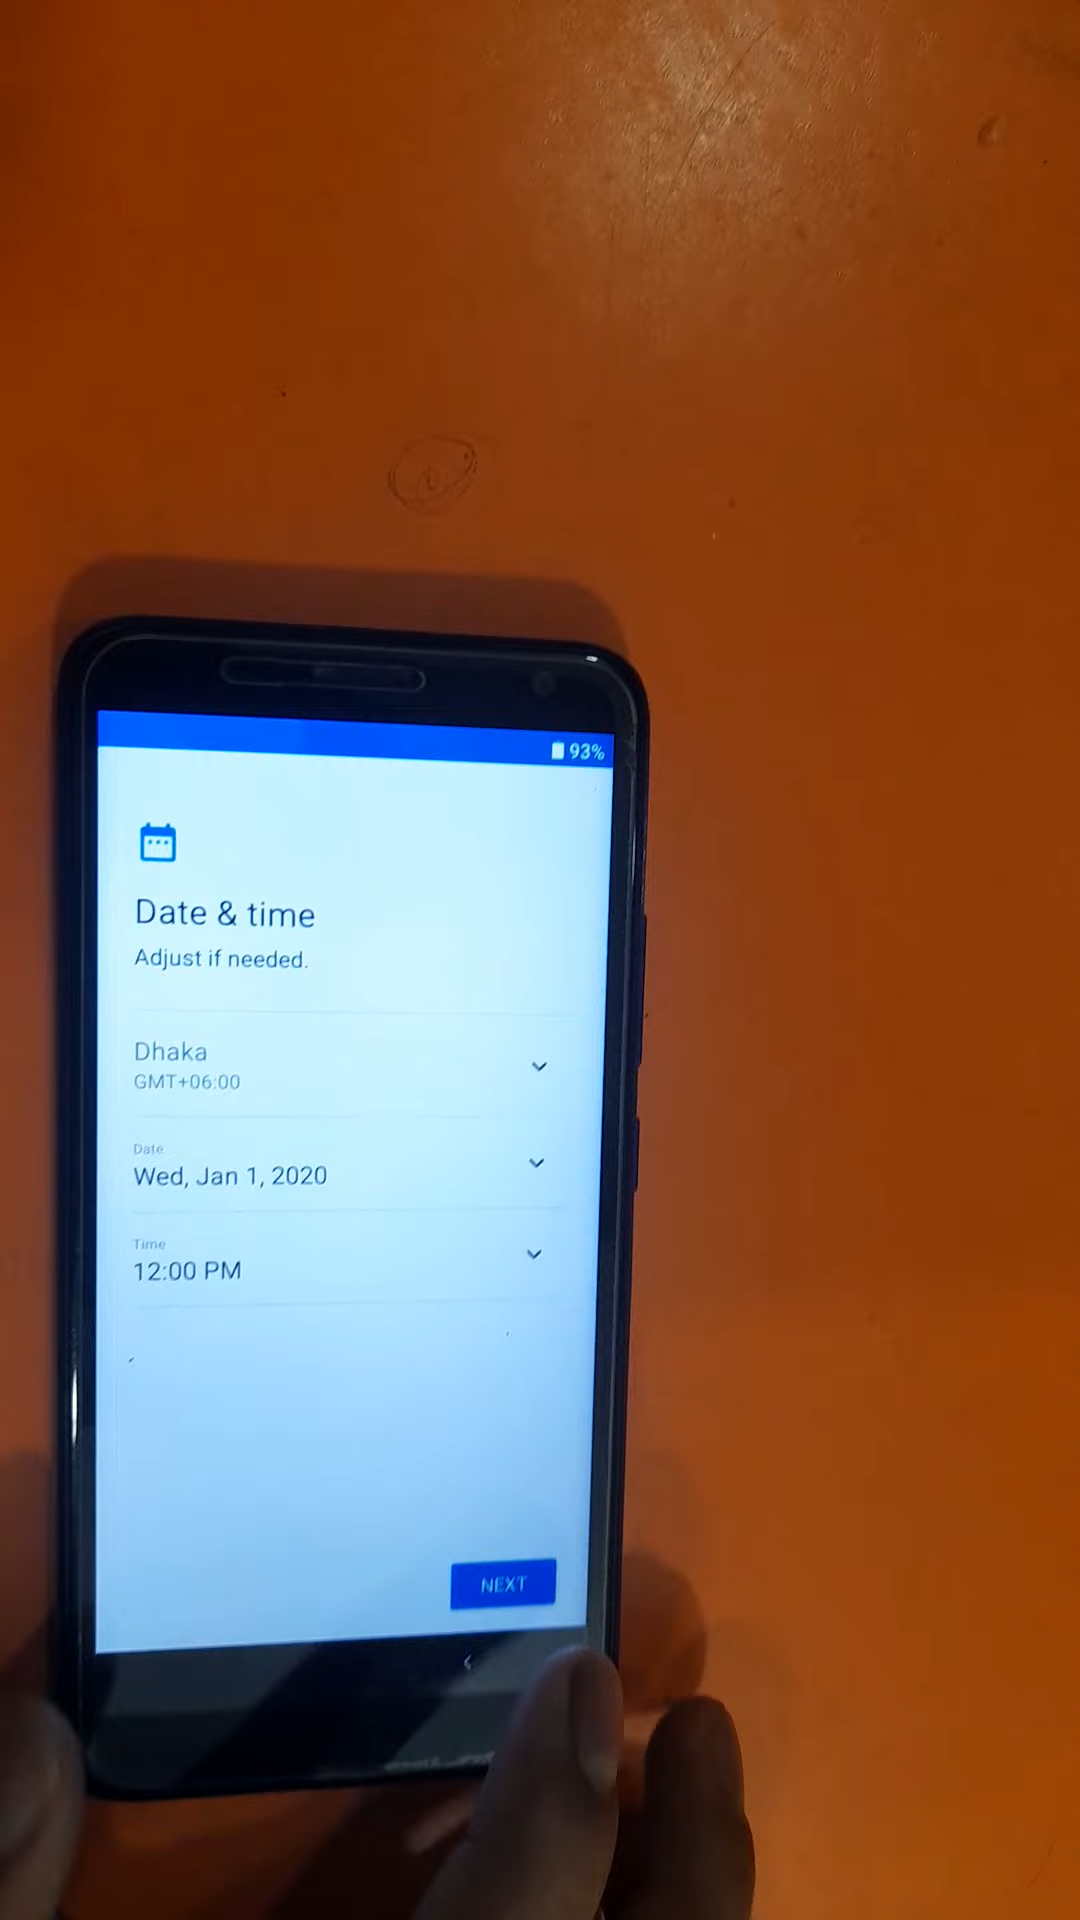 93%
Date & time
Adjust if needed.
Dhaka
GMT+06:00
Date
Wed, Jan 1, 2020
Time
12:00 PM
NEXT